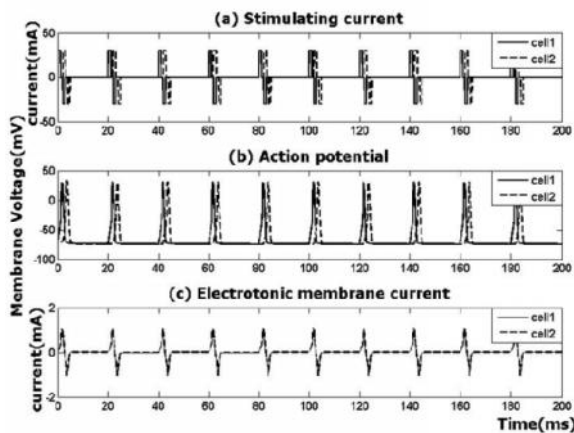 (a) Stimulating current
current(mA)
50
0
-50
cell1
cell2
0 20 40 60 80 100 120 140 160 180 200
(b) Action potential
Membrane Voltage(mV)
50
0
-50
-100
cell1
cell2
0 20 40 60 80 100 120 140 160 180 200
(c) Electrotonic membrane current
current(mA)
2
0
-2
cell1
cell2
0 20 40 60 80 100 120 140 160 180 200
Time(ms)